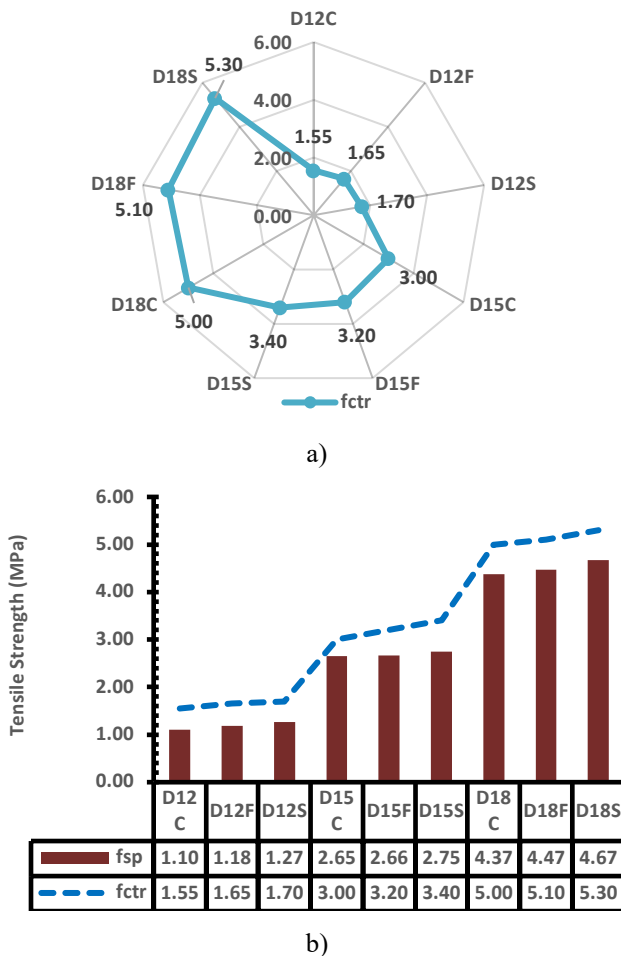 D12C
6.00
5.30
D18S
D12F
4.00
1.55
1.65
2.00
D18F
D12S
1.70
5.10
0.00
3.00
D18C
D15C
5.00
3.40
3.20
D15S
D15F
fctr
a)
6.00
5.00
4.00
3.00
2.00
1.00
0.00
Tensile Strength (MPa)
D12 C D12F D12S D15 C D15F D15S D18 C D18F D18S
fsp 1.10 1.18 1.27 2.65 2.66 2.75 4.37 4.47 4.67
fctr 1.55 1.65 1.70 3.00 3.20 3.40 5.00 5.10 5.30
b)